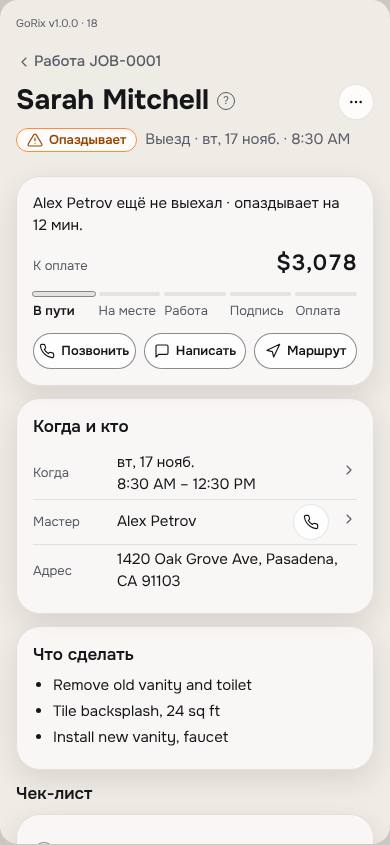 GoRix v1.0.0 · 18
Работа JOB-0001
Sarah Mitchell ?
Опаздывает Выезд · вт, 17 нояб. · 8:30 AM
Alex Petrov ещё не выехал · опаздывает на
12 мин.
К оплате $3,078
В пути На месте Работа Подпись Оплата
Позвонить Написать Маршрут
Когда и кто
Когда
вт, 17 нояб.
8:30 AM – 12:30 PM
Мастер Alex Petrov
Адрес
1420 Oak Grove Ave, Pasadena,
CA 91103
Что сделать
• Remove old vanity and toilet
• Tile backsplash, 24 sq ft
• Install new vanity, faucet
Чек-лист